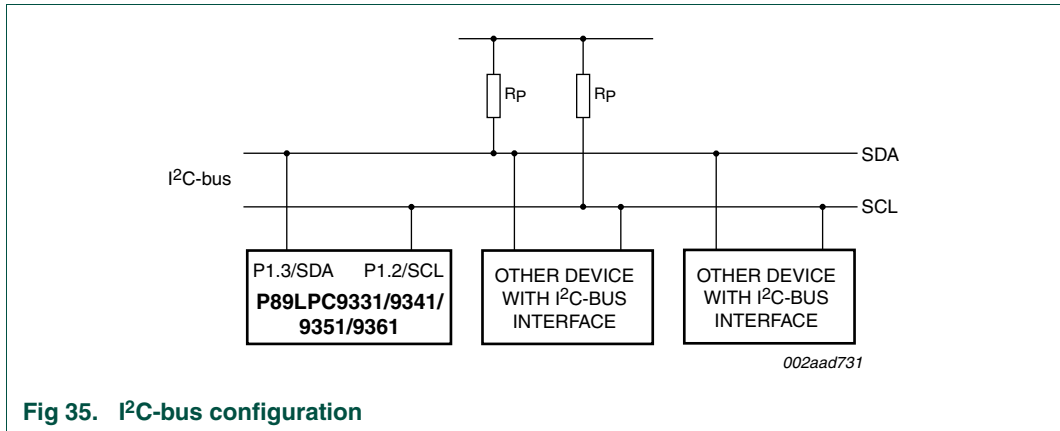 RP RP
SDA
I2C-bus
SCL
P1.3/SDA P1.2/SCL
P89LPC9331/9341/
9351/9361
OTHER DEVICE
WITH I2C-BUS
INTERFACE
OTHER DEVICE
WITH I2C-BUS
INTERFACE
002aad731
Fig 35. I2C-bus configuration